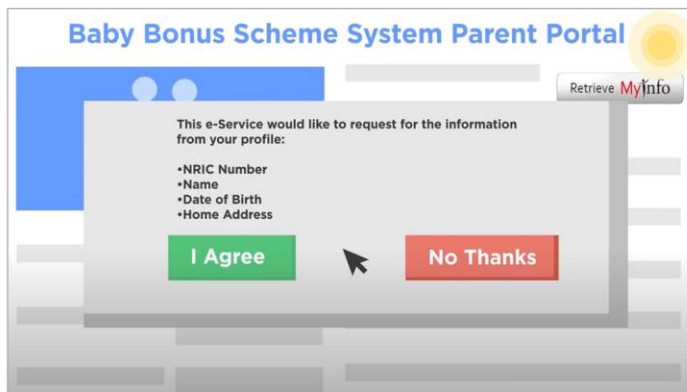 Baby Bonus Scheme System Parent Portal
Retrieve MyInfo
This e-Service would like to request for the information
from your profile:
•NRIC Number
•Name
•Date of Birth
•Home Address
I Agree
No Thanks